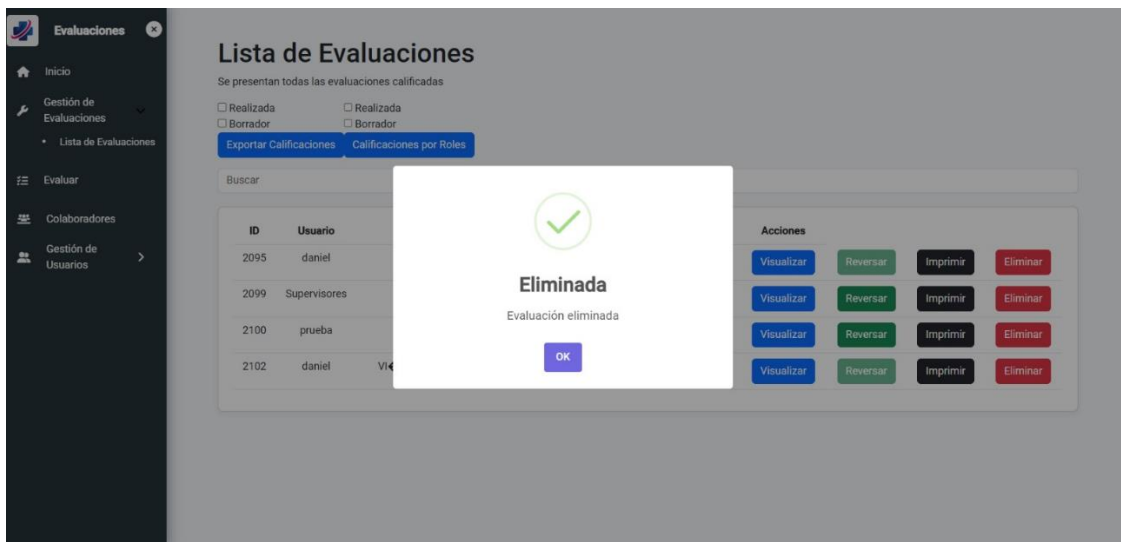 Evaluaciones
Inicio
Gestión de
Evaluaciones
Lista de Evaluaciones
Evaluar
Colaboradores
Gestión de
Usuarios
Lista de Evaluaciones
Se presentan todas las evaluaciones calificadas
Realizada Realizada
Borrador Borrador
Exportar Calificaciones Calificaciones por Roles
Buscar
ID Usuario Acciones
2095 daniel Visualizar Reversar Imprimir Eliminar
2099 Supervisores Visualizar Reversar Imprimir Eliminar
2100 prueba Visualizar Reversar Imprimir Eliminar
2102 daniel VI� Visualizar Reversar Imprimir Eliminar
Eliminada
Evaluación eliminada
OK